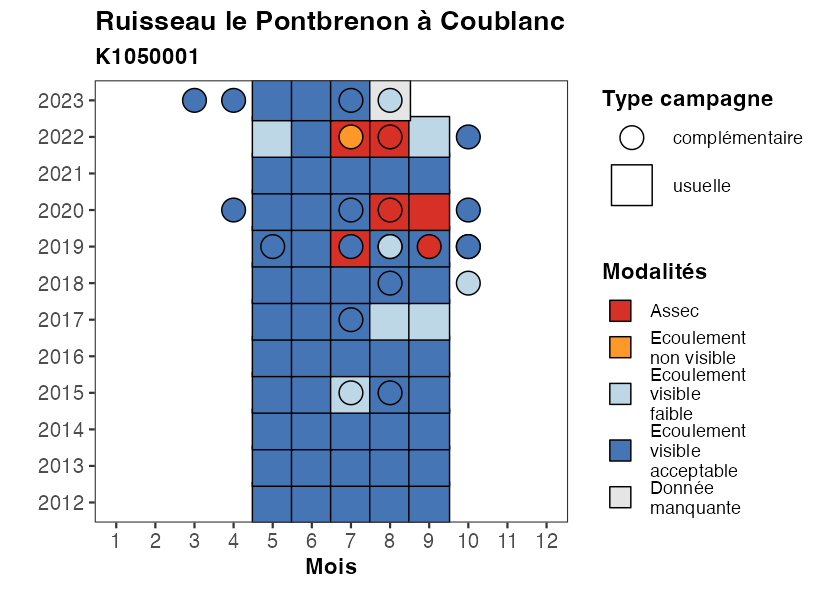 Ruisseau le Pontbrenon à Coublanc
K1050001
2023
2022
2021
2020
2019
2018
2017
2016
2015
2014
2013
2012
1 2 3 4 5 6 7 8 9 10 11 12
Mois
Type campagne
complémentaire
usuelle
Modalités
Assec
Ecoulement
non visible
Ecoulement
visible
faible
Ecoulement
visible
acceptable
Donnée
manquante